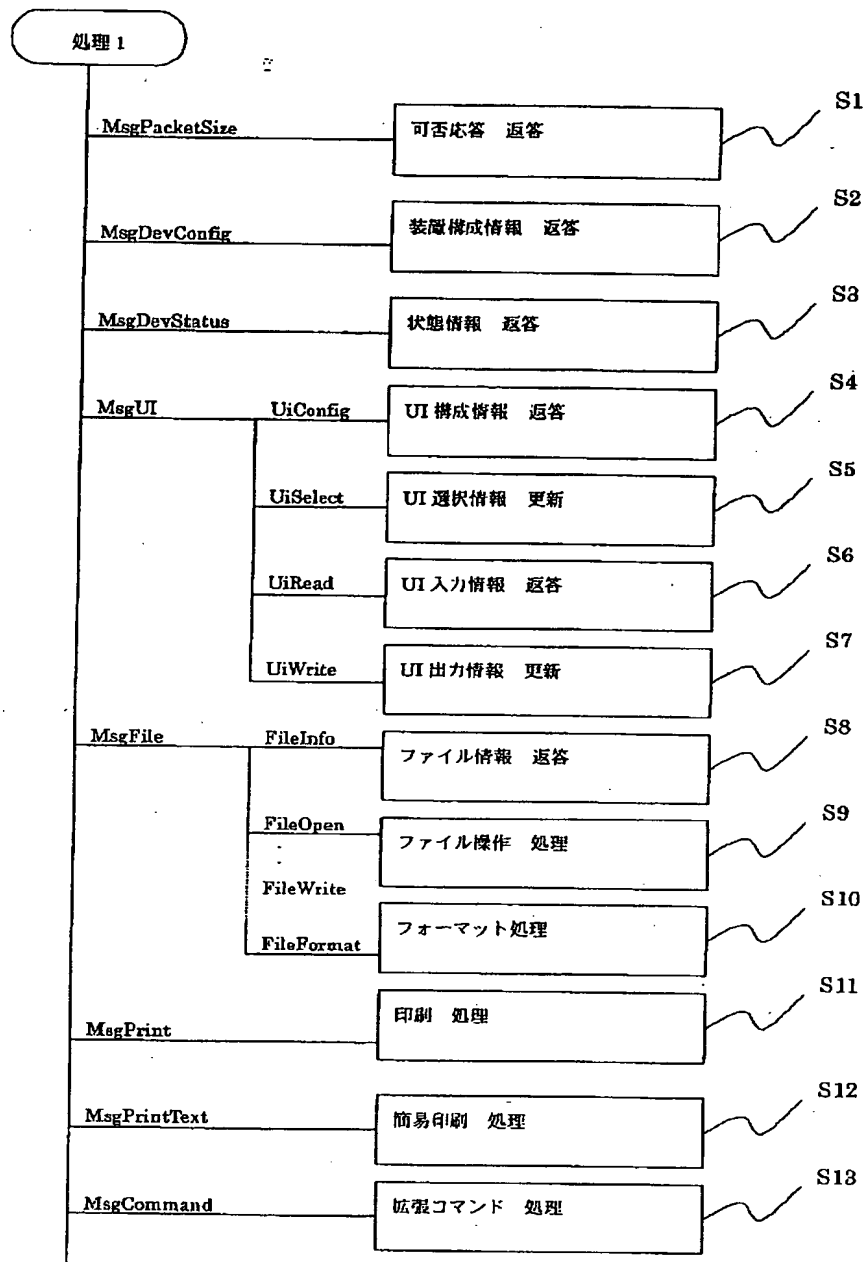 処理1
MsgPacketSize
可否応答 返答
S1
MsgDevConfig
装置構成情報 返答
S2
MsgDevStatus
状態情報 返答
S3
MsgUI
UiConfig
UI 構成情報 返答
S4
UiSelect
UI 選択情報 更新
S5
UiRead
UI 入力情報 返答
S6
UiWrite
UI 出力情報 更新
S7
MsgFile
FileInfo
ファイル情報 返答
S8
FileOpen
ファイル操作 処理
S9
FileWrite
FileFormat
フォーマット処理
S10
MsgPrint
印刷 処理
S11
MsgPrintText
簡易印刷 処理
S12
MsgCommand
拡張コマンド 処理
S13